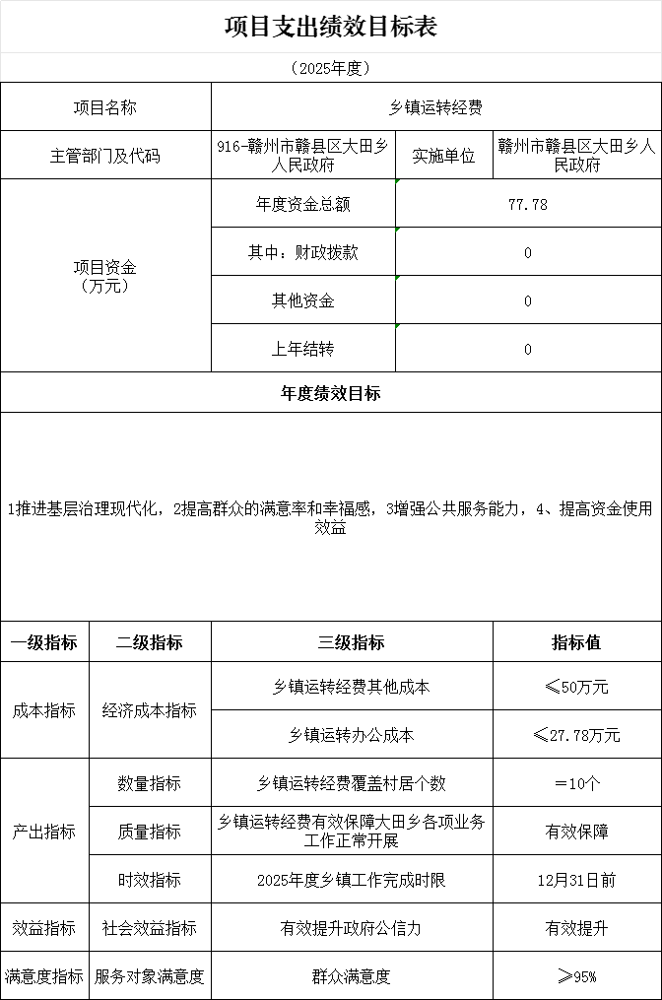 项目支出绩效目标表
（2025年度）
项目名称
乡镇运转经费
主管部门及代码
916-赣州市赣县区大田乡
人民政府
实施单位
赣州市赣县区大田乡人
民政府
项目资金
（万元）
年度资金总额
77.78
其中：财政拨款
0
其他资金
0
上年结转
0
年度绩效目标
1推进基层治理现代化，2提高群众的满意率和幸福感，3增强公共服务能力，4、提高资金使用
效益
一级指标
二级指标
三级指标
指标值
成本指标
经济成本指标
乡镇运转经费其他成本
≤50万元
乡镇运转办公成本
≤27.78万元
产出指标
数量指标
乡镇运转经费覆盖村居个数
＝10个
质量指标
乡镇运转经费有效保障大田乡各项业务
工作正常开展
有效保障
时效指标
2025年度乡镇工作完成时限
12月31日前
效益指标
社会效益指标
有效提升政府公信力
有效提升
满意度指标
服务对象满意度
群众满意度
≥95%